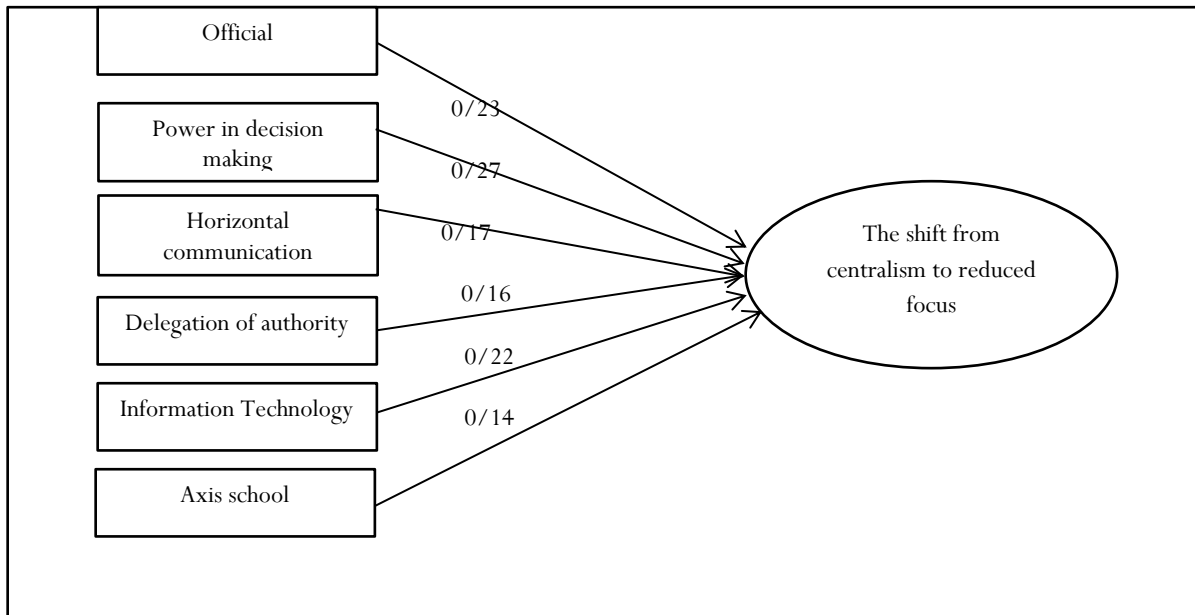 Official
0/23
Power in decision
making
0/27
Horizontal
communication
0/17
The shift from
centralism to reduced
focus
Delegation of authority
0/16
Information Technology
0/22
Axis school
0/14